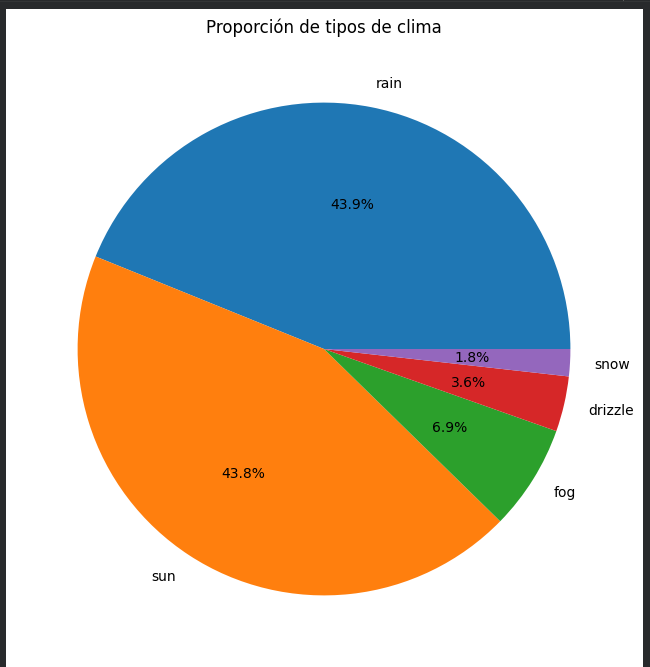 Proporción de tipos de clima
rain
43.9%
1.8%
snow
3.6%
drizzle
6.9%
43.8%
fog
sun